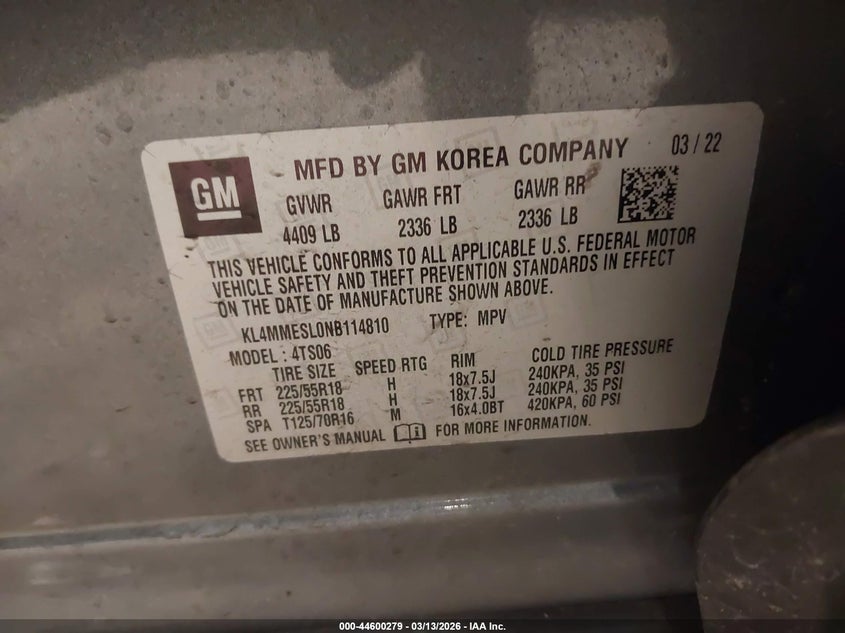 GM
MFD BY GM KOREA COMPANY 03 / 22
GVWR GAWR FRT GAWR RR
4409 LB 2336 LB 2336 LB
THIS VEHICLE CONFORMS TO ALL APPLICABLE U.S. FEDERAL MOTOR
VEHICLE SAFETY AND THEFT PREVENTION STANDARDS IN EFFECT
ON THE DATE OF MANUFACTURE SHOWN ABOVE.
KL4MMESL0NB114810 TYPE: MPV
MODEL : 4TS06
TIRE SIZE SPEED RTG RIM COLD TIRE PRESSURE
FRT 225/55R18 H 18x7.5J 240KPA, 35 PSI
RR 225/55R18 H 18x7.5J 240KPA, 35 PSI
SPA T125/70R16 M 16x4.0BT 420KPA, 60 PSI
SEE OWNER'S MANUAL FOR MORE INFORMATION.
000-44600279 - 03/13/2026 - IAA Inc.